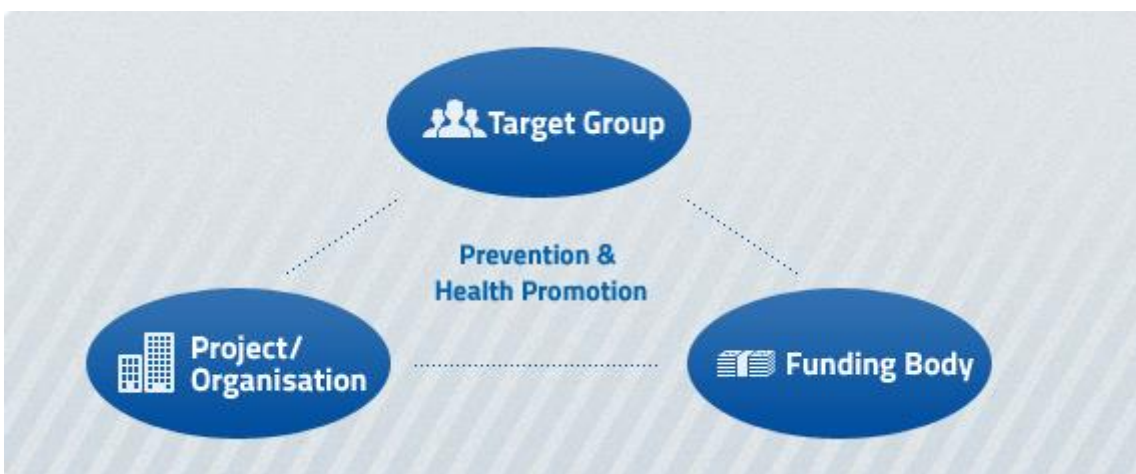 Target Group
Prevention &
Health Promotion
Project/
Organisation
Funding Body